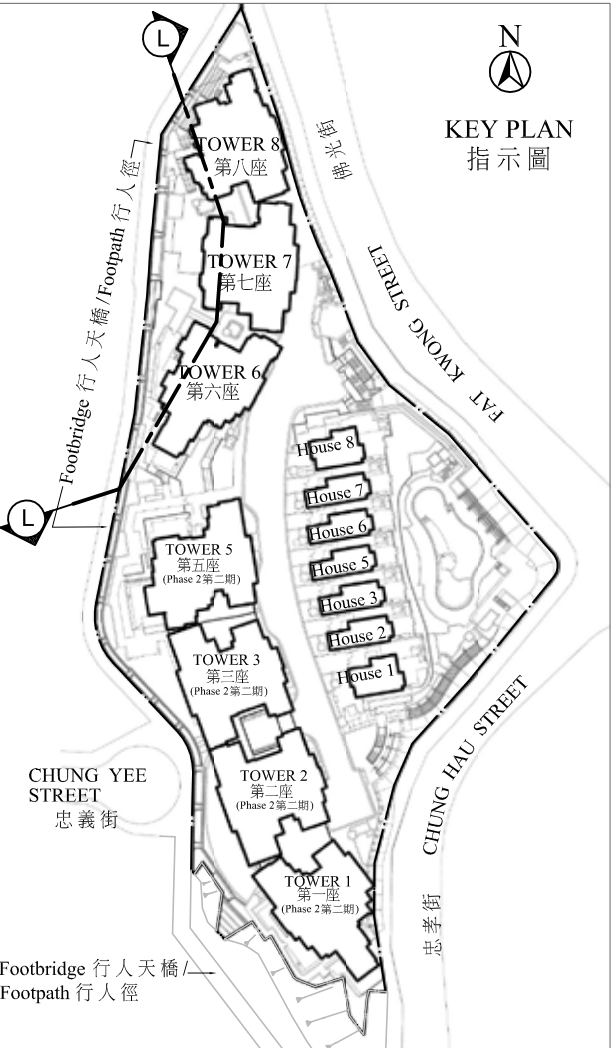 L
N
KEY PLAN
指示圖
TOWER 8
第八座
佛光街
Footbridge 行人天橋/Footpath 行人徑
TOWER 7
第七座
FAT KWONG STREET
TOWER 6
第六座
House 8
House 7
L
House 6
TOWER 5
第五座
(Phase 2第二期)
House 5
House 3
House 2
TOWER 3
第三座
(Phase 2第二期)
House 1
CHUNG HAU STREET
忠孝街
CHUNG YEE
STREET
忠義街
TOWER 2
第二座
(Phase 2第二期)
TOWER 1
第一座
(Phase 2第二期)
Footbridge 行人天橋/
Footpath 行人徑